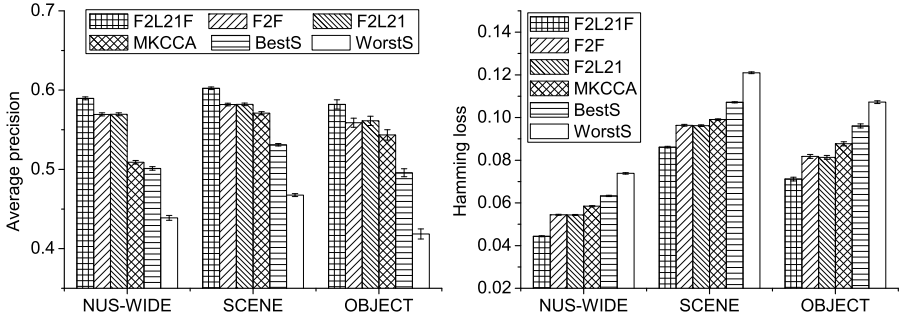 0.7
0.6
0.5
0.4
Average precision
F2L21F F2F F2L21
MKCCA BestS WorstS
NUS-WIDE SCENE OBJECT
0.14
0.12
0.10
0.08
0.06
0.04
0.02
Hamming loss
F2L21F
F2F
F2L21
MKCCA
BestS
WorstS
NUS-WIDE SCENE OBJECT